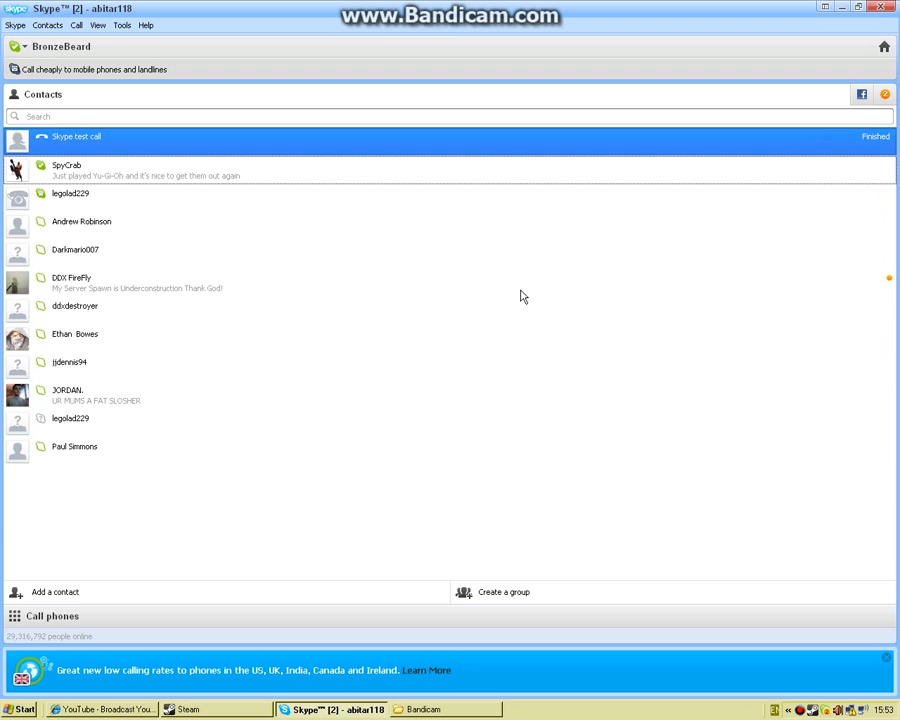 www.Bandicam.com
skype Skype™ [2] - abitar118
Skype Contacts Call View Tools Help
BronzeBeard
Call cheaply to mobile phones and landlines
Contacts
2
Search
Skype test call Finished
SpyCrab
Just played Yu-Gi-Oh and it's nice to get them out again
legolad229
Andrew Robinson
Darkmario007
DDX FireFly
My Server Spawn is Underconstruction Thank God!
ddxdestroyer
Ethan Bowes
jjdennis94
JORDAN.
UR MUMS A FAT SLOSHER
legolad229
Paul Simmons
Add a contact Create a group
Call phones
29,316,792 people online
Great new low calling rates to phones in the US, UK, India, Canada and Ireland. Learn More
Start YouTube - Broadcast You... Steam Skype™ [2] - abitar118 Bandicam EN « 15:53